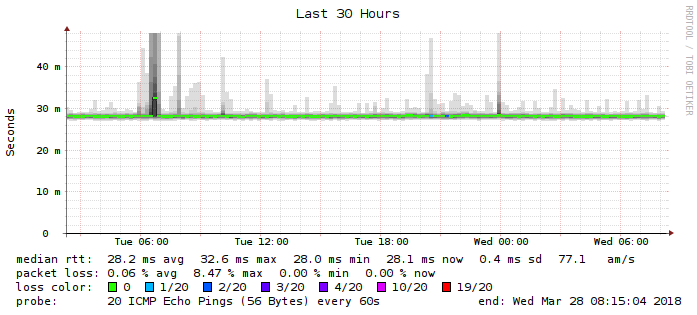 Last 30 Hours
RRDTOOL / TOBI OETIKER
Seconds
40 m
30 m
20 m
10 m
0
Tue 06:00 Tue 12:00 Tue 18:00 Wed 00:00 Wed 06:00
median rtt: 28.2 ms avg 32.6 ms max 28.0 ms min 28.1 ms now 0.4 ms sd 77.1 am/s
packet loss: 0.06 % avg 8.47 % max 0.00 % min 0.00 % now
loss color: 0 1/20 2/20 3/20 4/20 10/20 19/20
probe: 20 ICMP Echo Pings (56 Bytes) every 60s end: Wed Mar 28 08:15:04 2018